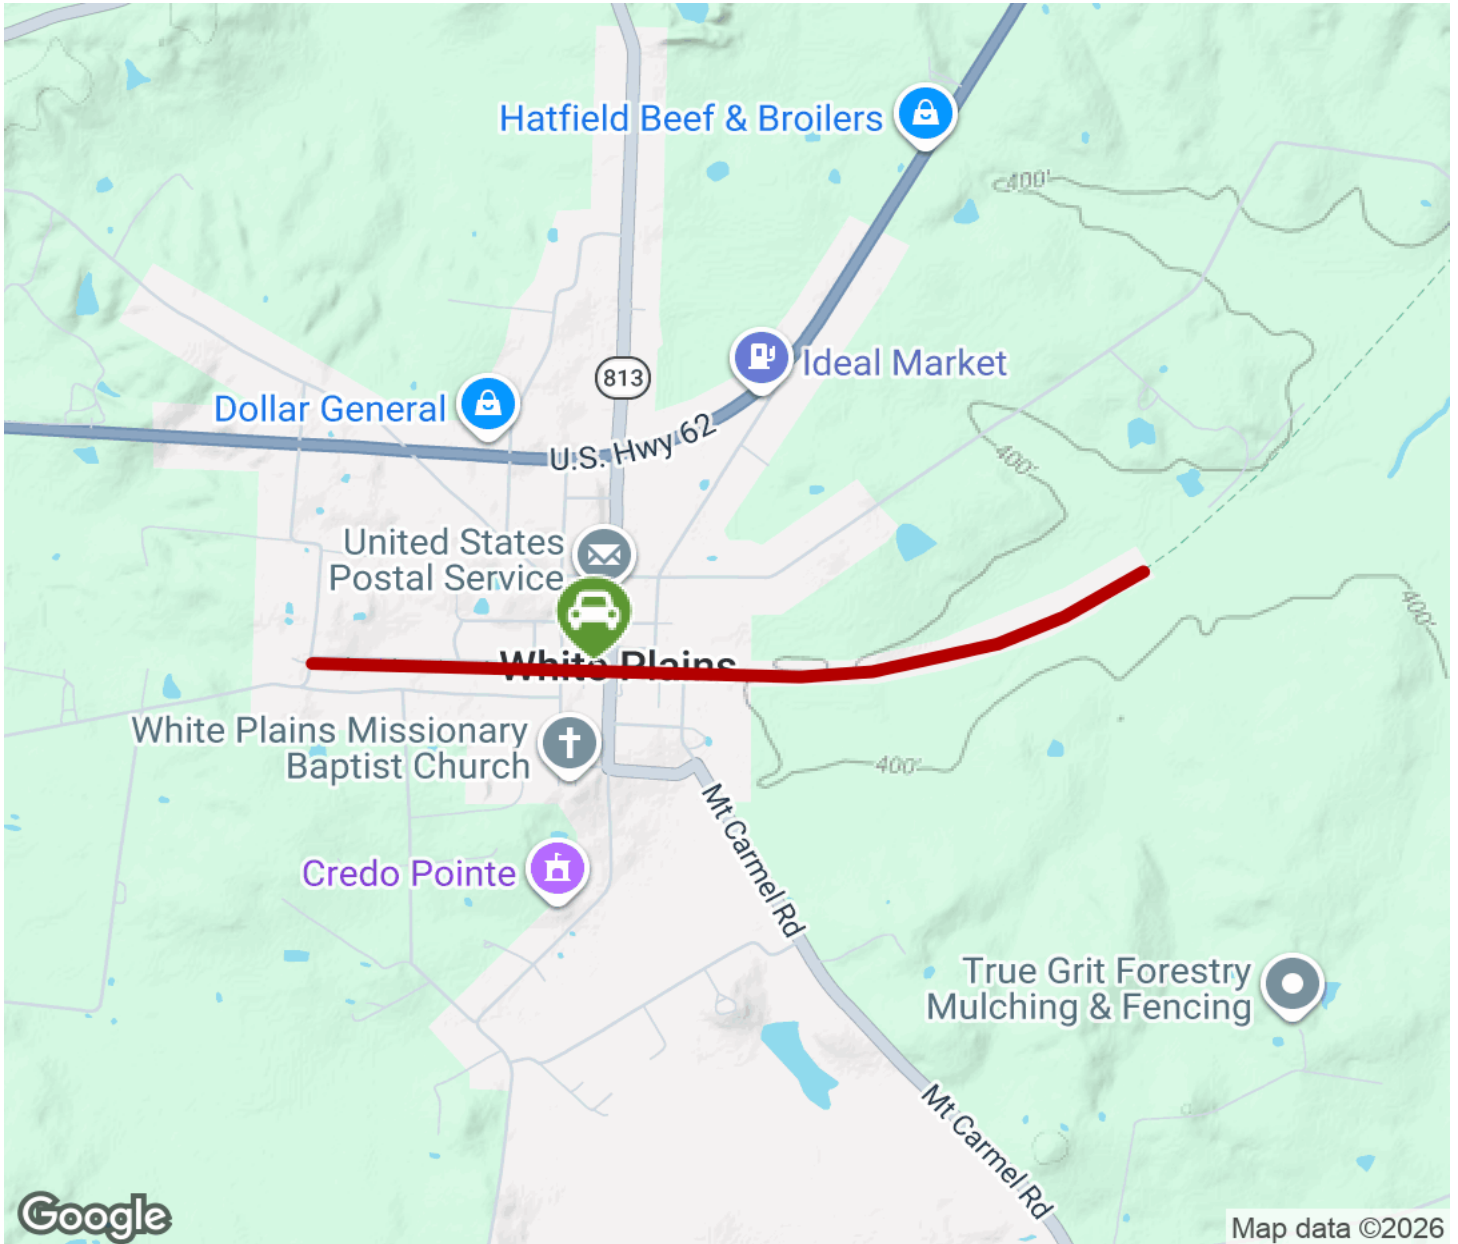 Hatfield Beef & Broilers
400'
813
Ideal Market
Dollar General
U.S. Hwy 62
400'
United States
Postal Service
400'
White Plains
White Plains Missionary
Baptist Church
400'
Mt Carmel Rd
Credo Pointe
True Grit Forestry
Mulching & Fencing
Mt Carmel Rd
Google
Map data ©2026